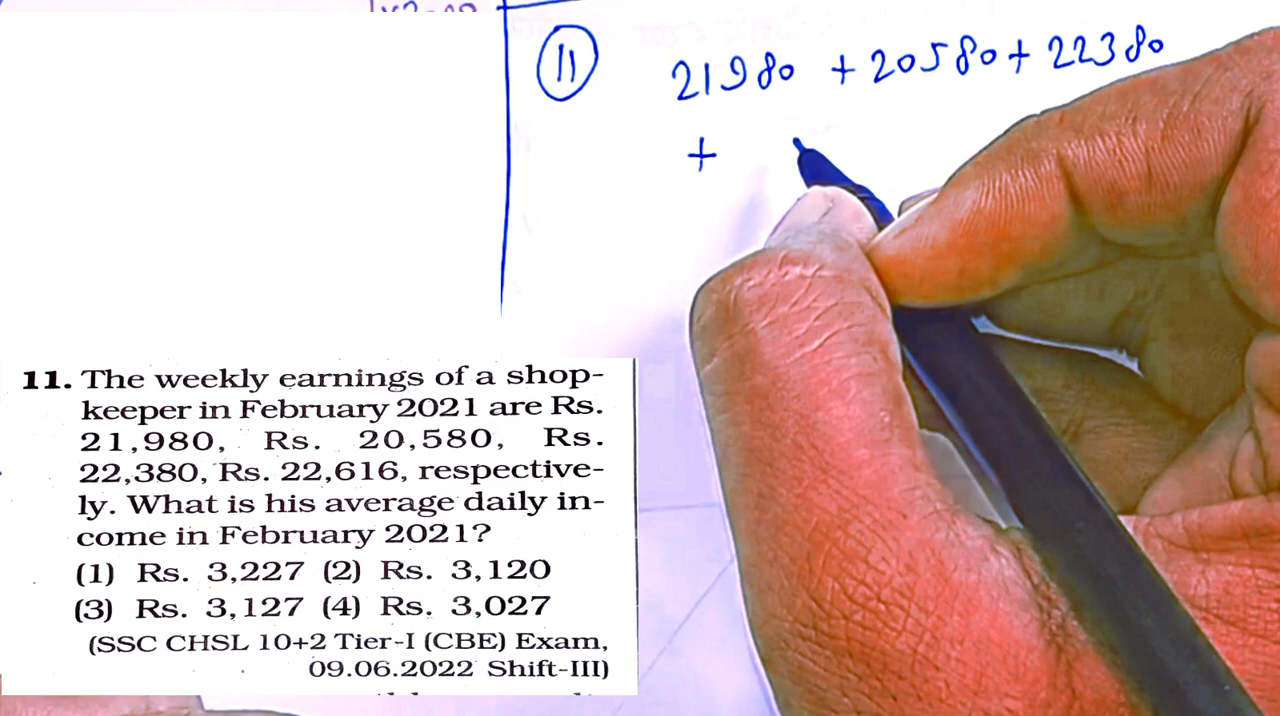 11
21980 + 20580 + 22380
+
11. The weekly earnings of a shop-
keeper in February 2021 are Rs.
21,980, Rs. 20,580, Rs.
22,380, Rs. 22,616, respective-
ly. What is his average daily in-
come in February 2021?
(1) Rs. 3,227 (2) Rs. 3,120
(3) Rs. 3,127 (4) Rs. 3,027
(SSC CHSL 10+2 Tier-I (CBE) Exam,
09.06.2022 Shift-III)